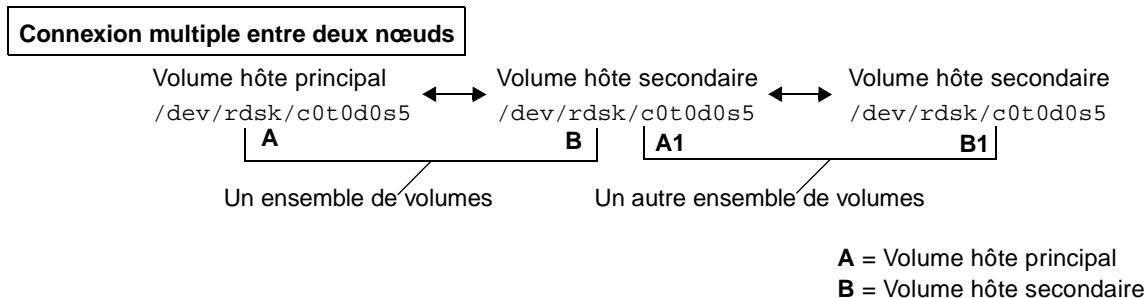 Connexion multiple entre deux nœuds
Volume hôte principal
Volume hôte secondaire
Volume hôte secondaire
/dev/rdsk/c0t0d0s5
/dev/rdsk/c0t0d0s5
/dev/rdsk/c0t0d0s5
A
B
A1
B1
Un ensemble de volumes
Un autre ensemble de volumes
A = Volume hôte principal
B = Volume hôte secondaire